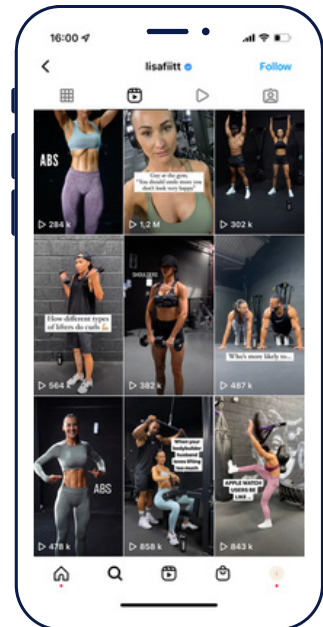 16:00
lisafiitt
Follow
ABS
284 k
Guy at the gym,
"You should smile more you
don't look very happy"
1,2 M
302 k
How different types
of lifters do curls
564 k
SHOULDERS
382 k
Who's more likely to...
487 k
ABS
478 k
When your
bodybuilder
husband
loves lifting
too much
858 k
APPLE WATCH
USERS BE
LIKE ...
843 k